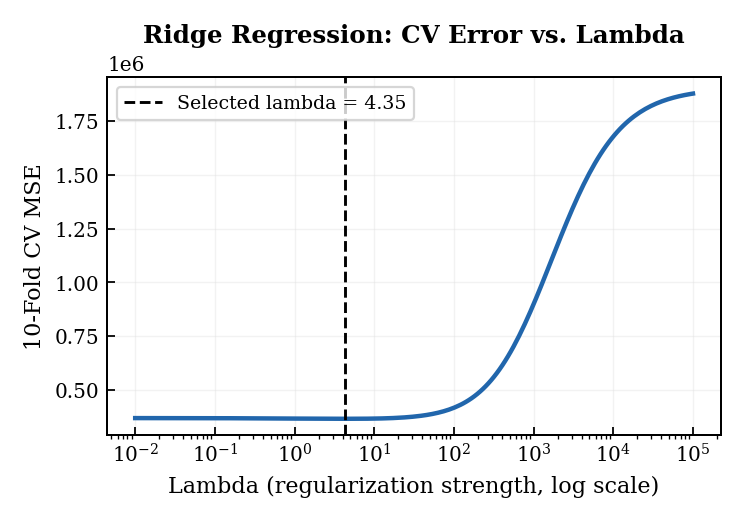 Ridge Regression: CV Error vs. Lambda
1e6
Selected lambda = 4.35
10-Fold CV MSE
1.75
1.50
1.25
1.00
0.75
0.50
10⁻² 10⁻¹ 10⁰ 10¹ 10² 10³ 10⁴ 10⁵
Lambda (regularization strength, log scale)